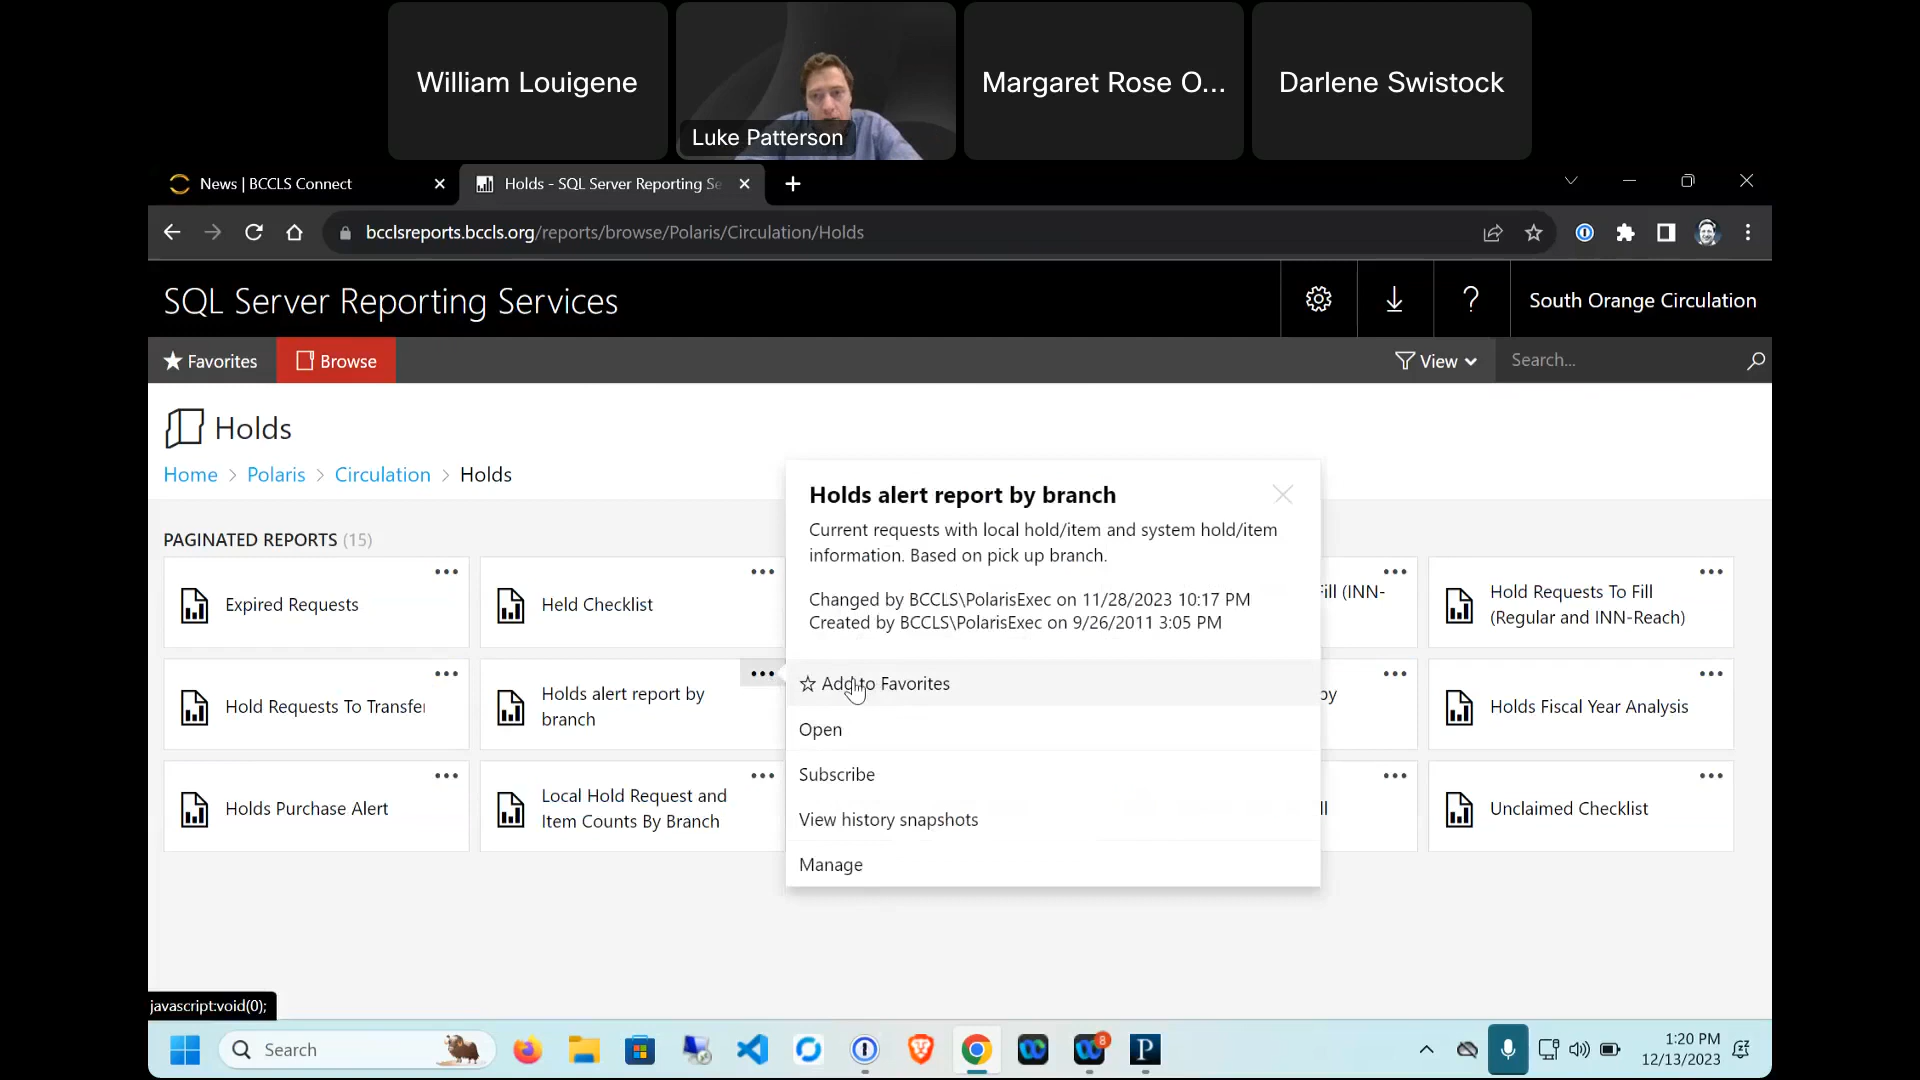 William Louigene
Luke Patterson
Margaret Rose O...
Darlene Swistock
News | BCCLS Connect
Holds - SQL Server Reporting Se
bcclsreports.bccls.org/reports/browse/Polaris/Circulation/Holds
SQL Server Reporting Services
?
South Orange Circulation
Favorites
Browse
View
Search...
Holds
Home > Polaris > Circulation > Holds
PAGINATED REPORTS (15)
Holds alert report by branch
Current requests with local hold/item and system hold/item
information. Based on pick up branch.
Changed by BCCLS\PolarisExec on 11/28/2023 10:17 PM
Created by BCCLS\PolarisExec on 9/26/2011 3:05 PM
Add to Favorites
Open
Subscribe
View history snapshots
Manage
Expired Requests
Held Checklist
ill (INN-
Hold Requests To Fill
(Regular and INN-Reach)
Hold Requests To Transfer
Holds alert report by
branch
by
Holds Fiscal Year Analysis
Holds Purchase Alert
Local Hold Request and
Item Counts By Branch
ll
Unclaimed Checklist
javascript:void(0);
Search
8
P
1:20 PM
12/13/2023